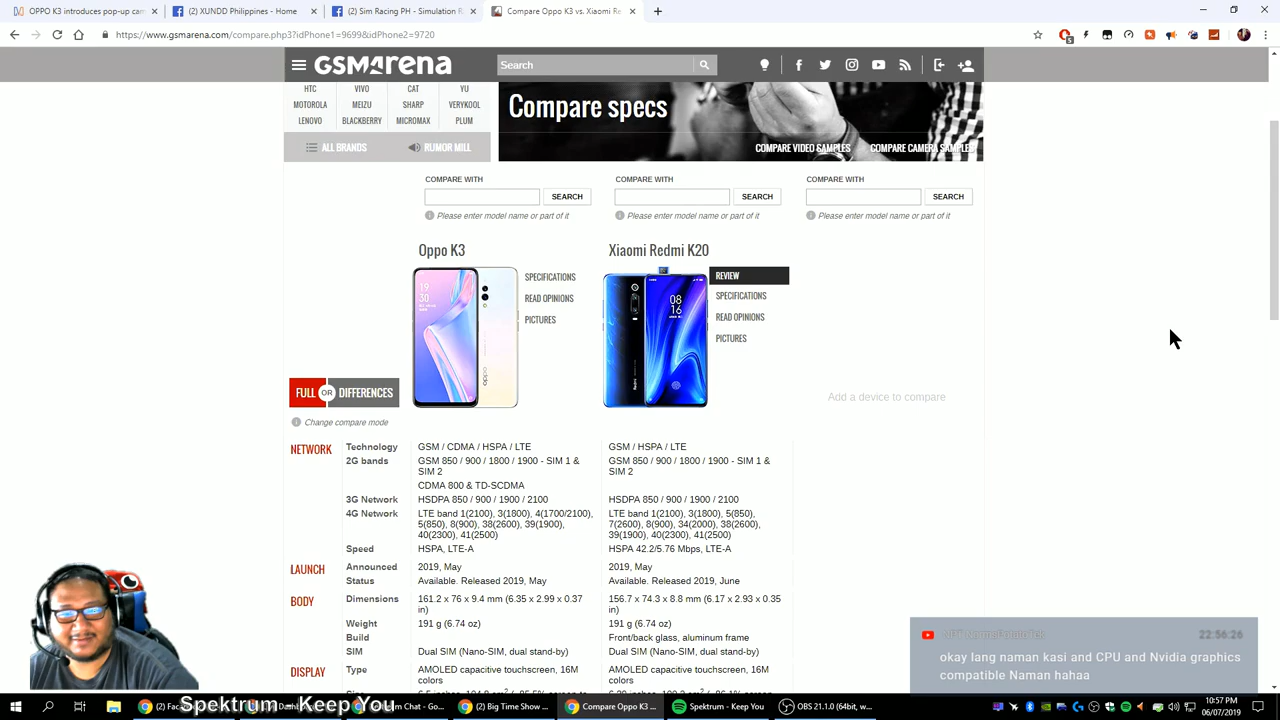 OPPO K3 introduces pop-up cam
(2) XUNDD Philippines - Home
(2) Sim Racing PH - Simulation R
Compare Oppo K3 vs. Xiaomi Re
https://www.gsmarena.com/compare.php3?idPhone1=9699&idPhone2=9720
5
GSMArena
Search
HTC VIVO CAT YU
MOTOROLA MEIZU SHARP VERYKOOL
LENOVO BLACKBERRY MICROMAX PLUM
ALL BRANDS RUMOR MILL
Compare specs
COMPARE VIDEO SAMPLES COMPARE CAMERA SAMPLES
COMPARE WITH COMPARE WITH COMPARE WITH
SEARCH SEARCH SEARCH
Please enter model name or part of it Please enter model name or part of it Please enter model name or part of it
Oppo K3 Xiaomi Redmi K20
SPECIFICATIONS
READ OPINIONS
PICTURES
REVIEW
SPECIFICATIONS
READ OPINIONS
PICTURES
Add a device to compare
FULL OR DIFFERENCES
Change compare mode
NETWORK Technology GSM / CDMA / HSPA / LTE GSM / HSPA / LTE
2G bands GSM 850 / 900 / 1800 / 1900 - SIM 1 & GSM 850 / 900 / 1800 / 1900 - SIM 1 &
SIM 2 SIM 2
CDMA 800 & TD-SCDMA
3G Network HSDPA 850 / 900 / 1900 / 2100 HSDPA 850 / 900 / 1900 / 2100
4G Network LTE band 1(2100), 3(1800), 4(1700/2100), LTE band 1(2100), 3(1800), 5(850),
5(850), 8(900), 38(2600), 39(1900), 7(2600), 8(900), 34(2000), 38(2600),
40(2300), 41(2500) 39(1900), 40(2300), 41(2500)
Speed HSPA, LTE-A HSPA 42.2/5.76 Mbps, LTE-A
LAUNCH Announced 2019, May 2019, May
Status Available. Released 2019, May Available. Released 2019, June
BODY Dimensions 161.2 x 76 x 9.4 mm (6.35 x 2.99 x 0.37 156.7 x 74.3 x 8.8 mm (6.17 x 2.93 x 0.35
in) in)
Weight 191 g (6.74 oz) 191 g (6.74 oz)
Build Front/back glass, aluminum frame
SIM Dual SIM (Nano-SIM, dual stand-by) Dual SIM (Nano-SIM, dual stand-by)
DISPLAY Type AMOLED capacitive touchscreen, 16M AMOLED capacitive touchscreen, 16M
colors colors
22:56:26
okay lang naman kasi and CPU and Nvidia graphics
compatible Naman hahaa
Spektrum - Keep You
(2) Big Time Show ...
Compare Oppo K3 ...
Spektrum - Keep You
OBS 21.1.0 (64bit, w...
10:57 PM
06/07/2019